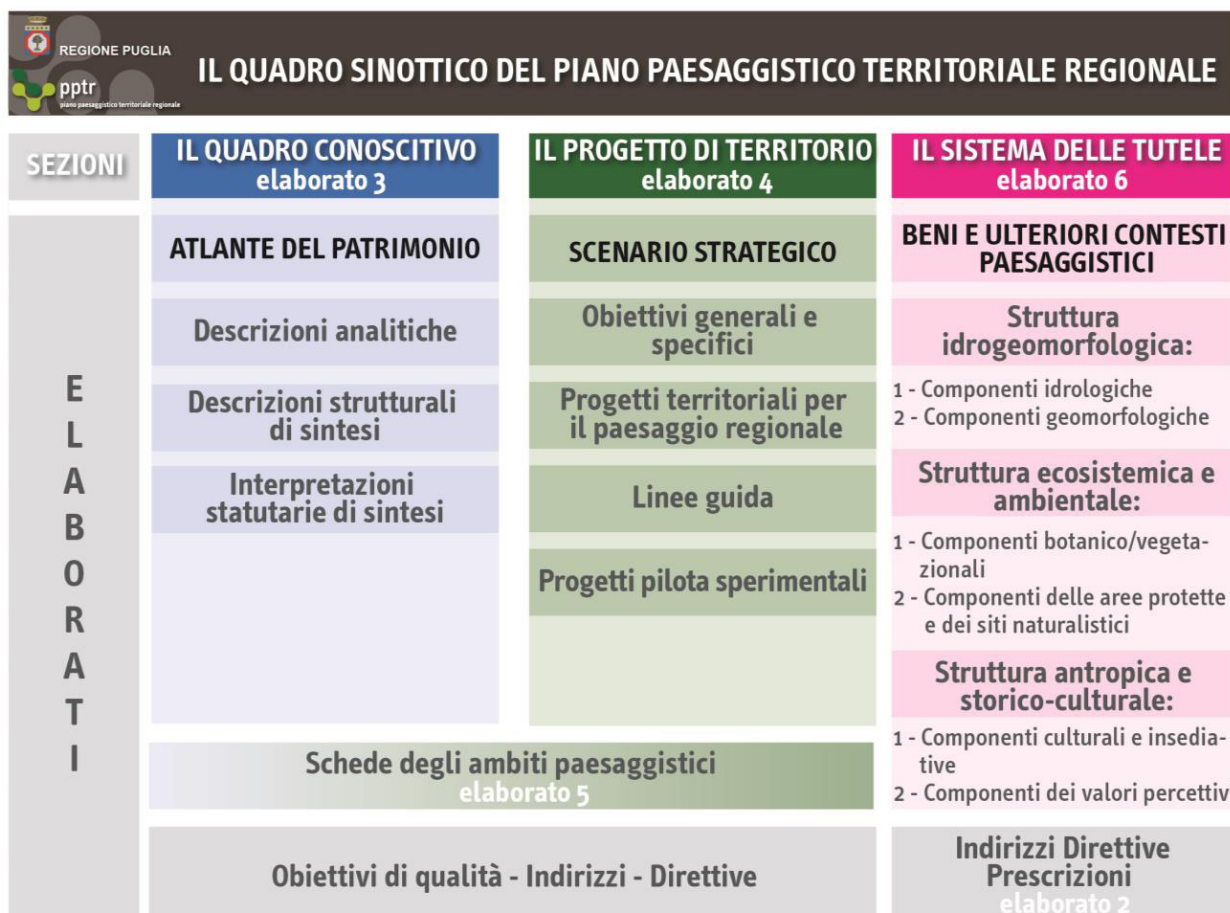 REGIONE PUGLIA
pptr
piano paesaggistico territoriale regionale
IL QUADRO SINOTTICO DEL PIANO PAESAGGISTICO TERRITORIALE REGIONALE
SEZIONI
IL QUADRO CONOSCITIVO
elaborato 3
IL PROGETTO DI TERRITORIO
elaborato 4
IL SISTEMA DELLE TUTELE
elaborato 6
ELABORATI
ATLANTE DEL PATRIMONIO
Descrizioni analitiche
Descrizioni strutturali
di sintesi
Interpretazioni
statutarie di sintesi
SCENARIO STRATEGICO
Obiettivi generali e
specifici
Progetti territoriali per
il paesaggio regionale
Linee guida
Progetti pilota sperimentali
BENI E ULTERIORI CONTESTI
PAESAGGISTICI
Struttura
idrogeomorfologica:
1 - Componenti idrologiche
2 - Componenti geomorfologiche
Struttura ecosistemica e
ambientale:
1 - Componenti botanico/vegeta-
zionali
2 - Componenti delle aree protette
e dei siti naturalistici
Struttura antropica e
storico-culturale:
1 - Componenti culturali e insedia-
tive
2 - Componenti dei valori percettiv
Schede degli ambiti paesaggistici
elaborato 5
Obiettivi di qualità - Indirizzi - Direttive
Indirizzi Direttive
Prescrizioni
elaborato 2